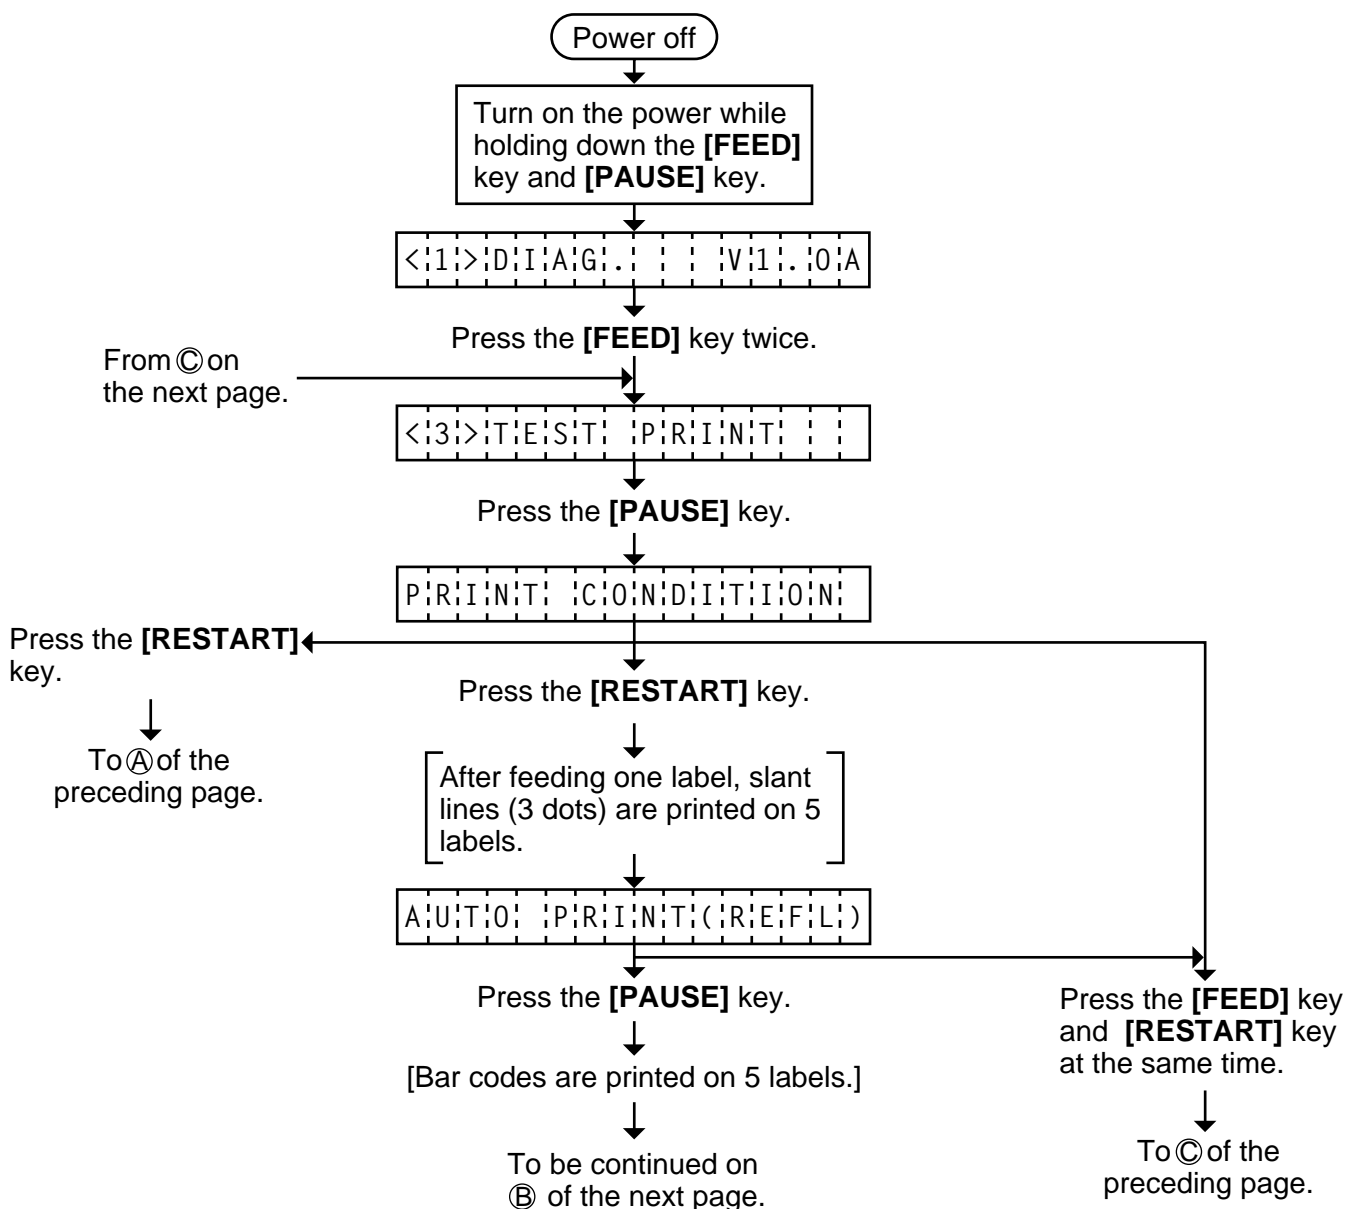 Power off
Turn on the power while
holding down the [FEED]
key and [PAUSE] key.
<1>DIAG.   V1.0A
Press the [FEED] key twice.
From Ⓒ on
the next page.
<3>TEST PRINT
Press the [PAUSE] key.
PRINT CONDITION
Press the [RESTART]
key.
To Ⓐ of the
preceding page.
Press the [RESTART] key.
After feeding one label, slant
lines (3 dots) are printed on 5
labels.
AUTO PRINT(REFL)
Press the [PAUSE] key.
[Bar codes are printed on 5 labels.]
To be continued on
Ⓑ of the next page.
Press the [FEED] key
and [RESTART] key
at the same time.
To Ⓒ of the
preceding page.